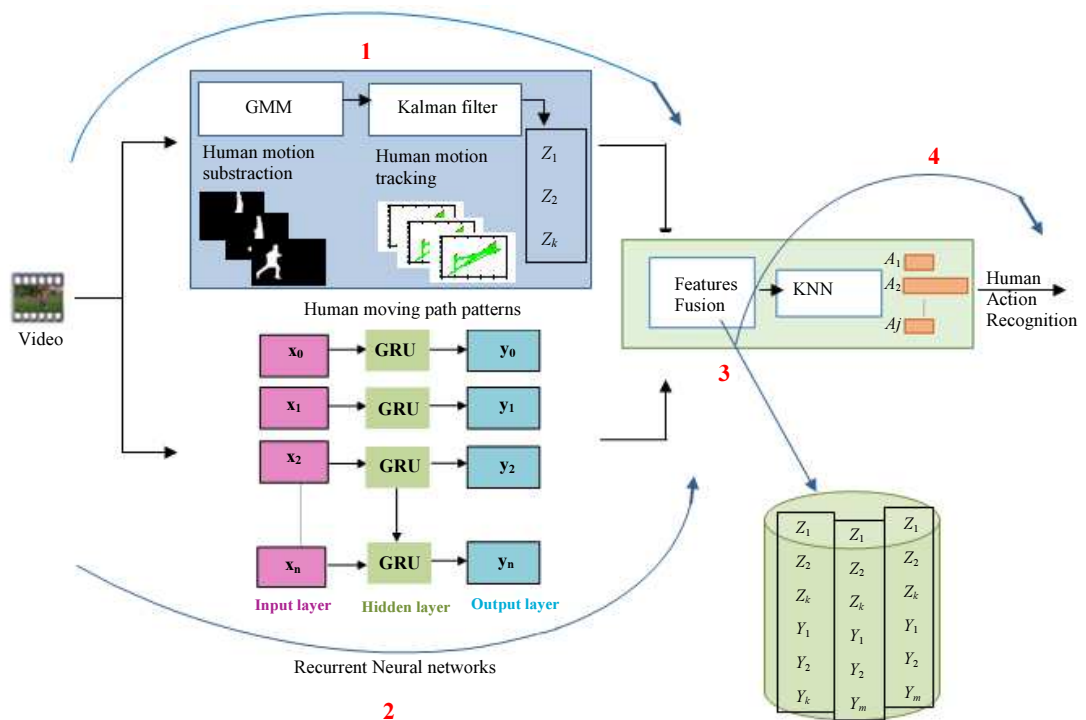 1
GMM
Kalman filter
Human motion
substraction
Human motion
tracking
Z1
Z2
Zk
Human moving path patterns
Video
x0
GRU
y0
x1
GRU
y1
x2
GRU
y2
xn
GRU
yn
Input layer
Hidden layer
Output layer
Recurrent Neural networks
2
4
Features
Fusion
KNN
A1
A2
Aj
Human
Action
Recognition
3
Z1
Z2
Zk
Y1
Y2
Yk
Z1
Z2
Zk
Y1
Y2
Ym
Z1
Z2
Zk
Y1
Y2
Ym